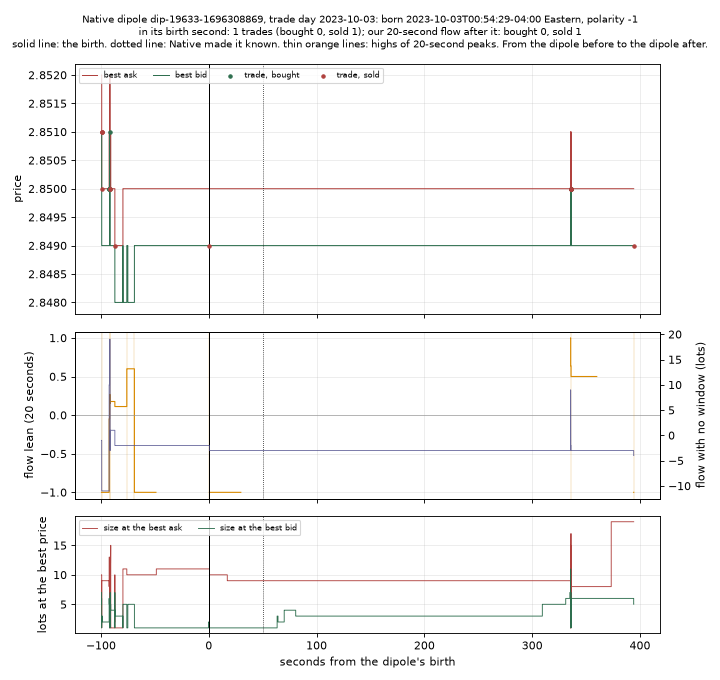 Native dipole dip-19633-1696308869, trade day 2023-10-03: born 2023-10-03T00:54:29-04:00 Eastern, polarity -1
in its birth second: 1 trades (bought 0, sold 1); our 20-second flow after it: bought 0, sold 1
solid line: the birth. dotted line: Native made it known. thin orange lines: highs of 20-second peaks. From the dipole before to the dipole after.
best ask best bid trade, bought trade, sold
2.8520
2.8515
2.8510
2.8505
2.8500
2.8495
2.8490
2.8485
2.8480
price
1.0
0.5
0.0
−0.5
−1.0
flow lean (20 seconds)
20
15
10
5
0
−5
−10
flow with no window (lots)
size at the best ask size at the best bid
15
10
5
lots at the best price
−100 0 100 200 300 400
seconds from the dipole's birth